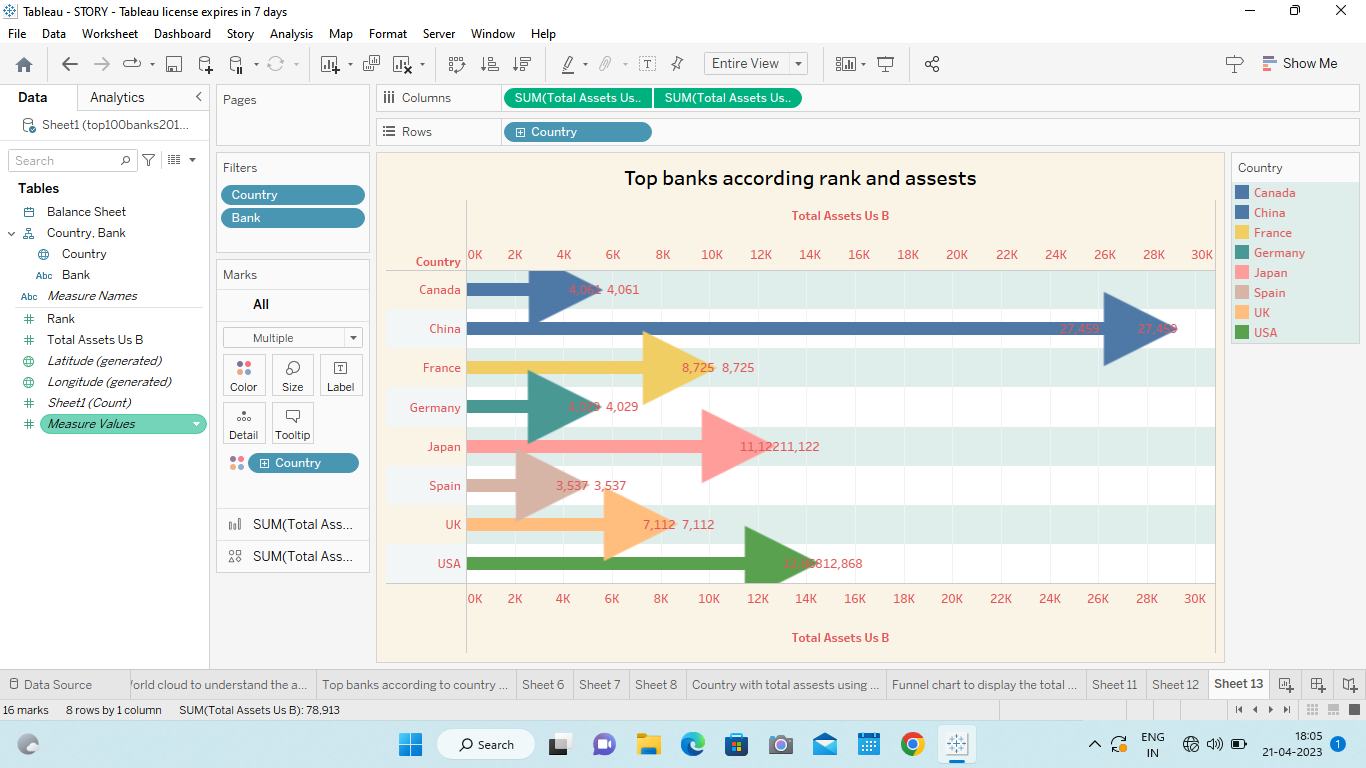 Tableau - STORY - Tableau license expires in 7 days
File Data Worksheet Dashboard Story Analysis Map Format Server Window Help
Entire View
Show Me
Data Analytics
Sheet1 (top100banks201...
Search
Tables
Balance Sheet
Country, Bank
Country
Abc Bank
Abc Measure Names
Rank
Total Assets Us B
Latitude (generated)
Longitude (generated)
Sheet1 (Count)
Measure Values
Pages
Filters
Country
Bank
Marks
All
Multiple
Color Size Label
Detail Tooltip
Country
SUM(Total Ass...
SUM(Total Ass...
Columns SUM(Total Assets Us.. SUM(Total Assets Us..
Rows Country
Top banks according rank and assests
Total Assets Us B
Country 0K 2K 4K 6K 8K 10K 12K 14K 16K 18K 20K 22K 24K 26K 28K 30K
Canada 4,061 4,061
China 27,459 27,459
France 8,725 8,725
Germany 4,029 4,029
Japan 11,122 11,122
Spain 3,537 3,537
UK 7,112 7,112
USA 12,868
0K 2K 4K 6K 8K 10K 12K 14K 16K 18K 20K 22K 24K 26K 28K 30K
Total Assets Us B
Country
Canada
China
France
Germany
Japan
Spain
UK
USA
Data Source /orld cloud to understand the a... Top banks according to country ... Sheet 6 Sheet 7 Sheet 8 Country with total assests using ... Funnel chart to display the total ... Sheet 11 Sheet 12 Sheet 13
16 marks 8 rows by 1 column SUM(Total Assets Us B): 78,913
Search
ENG
IN
18:05
21-04-2023
1